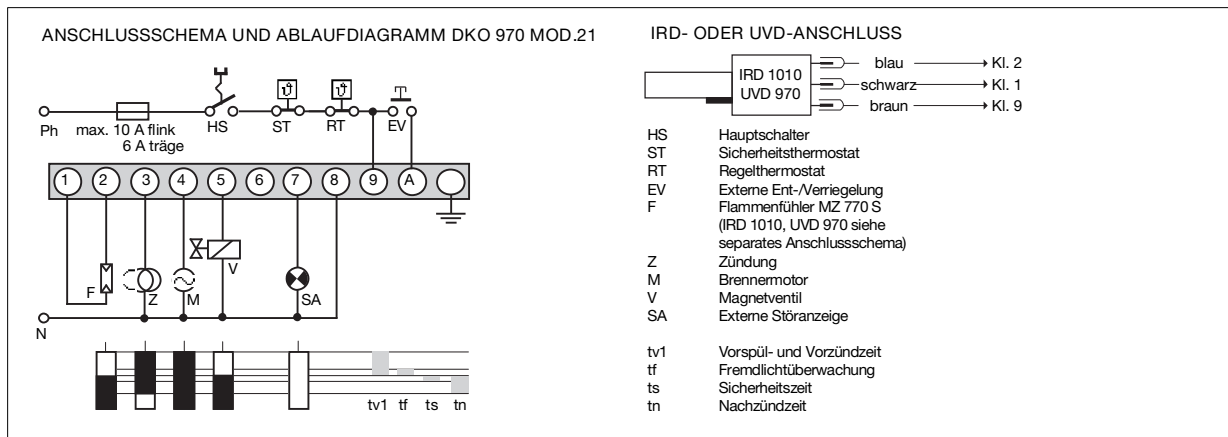 ANSCHLUSSSCHEMA UND ABLAUFDIAGRAMM DKO 970 MOD.21
Ph
max. 10 A flink
6 A träge
HS
ST
ϑ
RT
ϑ
EV
1 2 3 4 5 6 7 8 9 A
F
Z
M
V
SA
N
tv1 tf ts tn
IRD- ODER UVD-ANSCHLUSS
IRD 1010
UVD 970
blau Kl. 2
schwarz Kl. 1
braun Kl. 9
HS Hauptschalter
ST Sicherheitsthermostat
RT Regelthermostat
EV Externe Ent-/Verriegelung
F Flammenfühler MZ 770 S
(IRD 1010, UVD 970 siehe
separates Anschlussschema)
Z Zündung
M Brennermotor
V Magnetventil
SA Externe Störanzeige
tv1 Vorspül- und Vorzündzeit
tf Fremdlichtüberwachung
ts Sicherheitszeit
tn Nachzündzeit